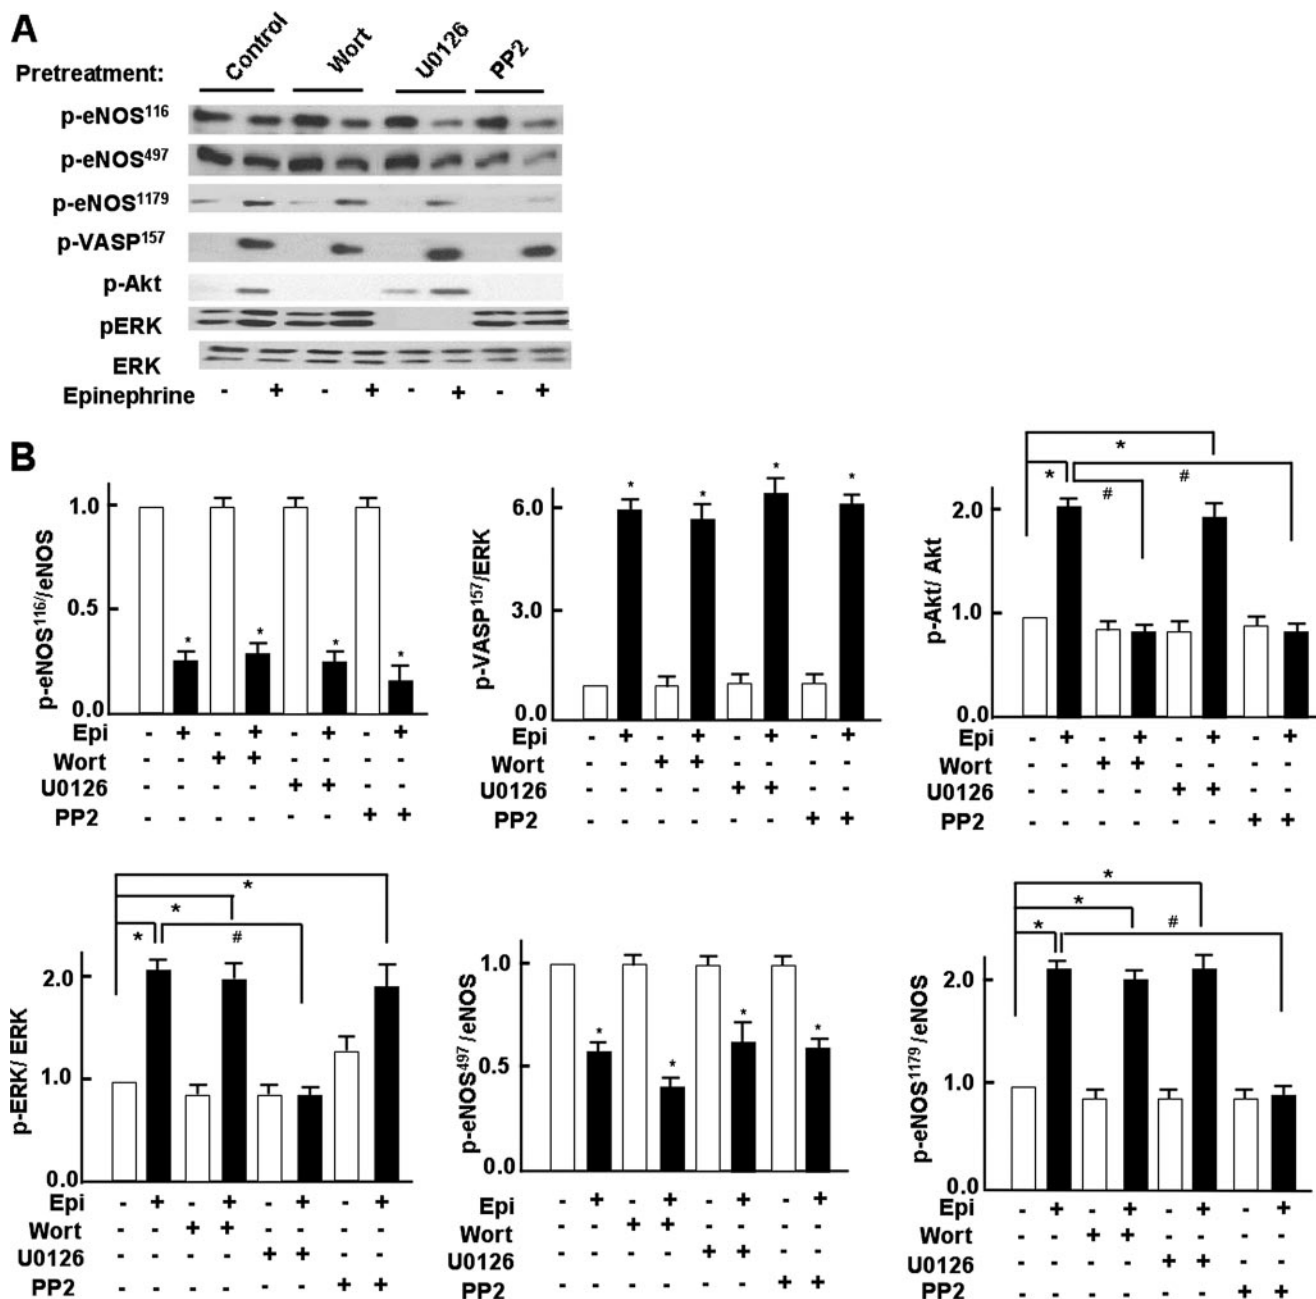 A
Pretreatment: Control Wort U0126 PP2
p-eNOS¹¹⁶
p-eNOS⁴⁹⁷
p-eNOS¹¹⁷⁹
p-VASP¹⁵⁷
p-Akt
pERK
ERK
Epinephrine - + - + - + - +
B
p-eNOS¹¹⁶/eNOS
1.0
0.5
0.0
* * * *
Epi - + - + - + - +
Wort - - + + - - - -
U0126 - - - - + + - -
PP2 - - - - - - + +
p-VASP¹⁵⁷/ERK
6.0
3.0
0.0
* * * *
Epi - + - + - + - +
Wort - - + + - - - -
U0126 - - - - + + - -
PP2 - - - - - - + +
p-Akt/ Akt
*
* # #
2.0
1.0
0.0
Epi - + - + - + - +
Wort - - + + - - - -
U0126 - - - - + + - -
PP2 - - - - - - + +
p-ERK/ ERK
*
*
* #
2.0
1.0
0.0
Epi - + - + - + - +
Wort - - + + - - - -
U0126 - - - - + + - -
PP2 - - - - - - + +
p-eNOS⁴⁹⁷/eNOS
1.0
0.5
0.0
* * * *
Epi - + - + - + - +
Wort - - + + - - - -
U0126 - - - - + + - -
PP2 - - - - - - + +
p-eNOS¹¹⁷⁹/eNOS
*
*
* #
2.0
1.0
0.0
Epi - + - + - + - +
Wort - - + + - - - -
U0126 - - - - + + - -
PP2 - - - - - - + +